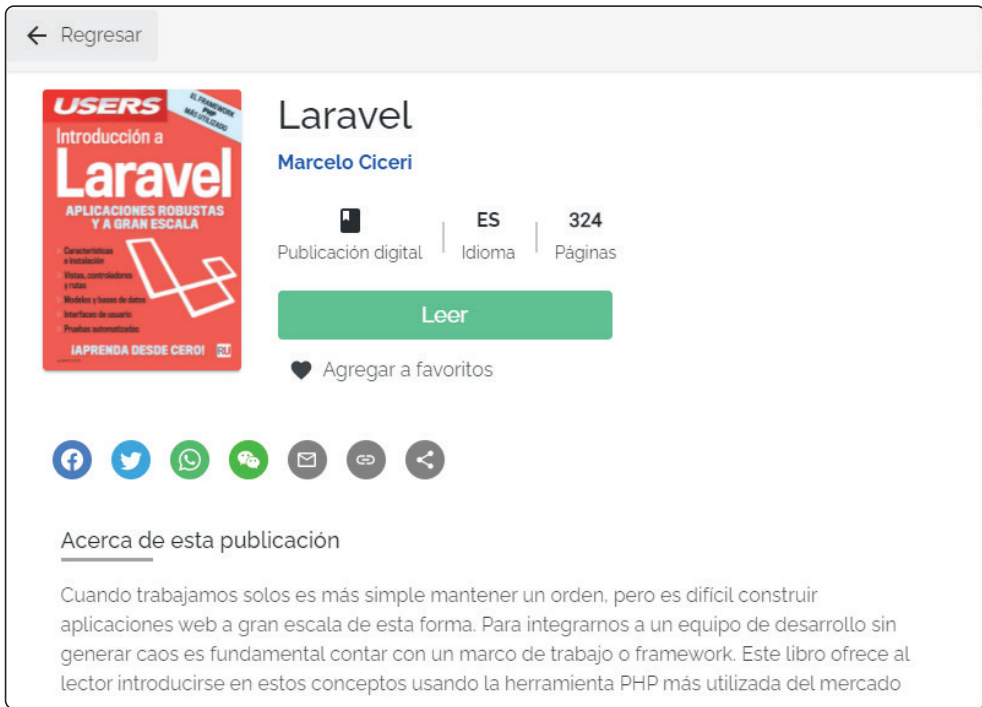 Regresar
USERS
EL FRAMEWORK
PHP
MÁS UTILIZADO
Introducción a
Laravel
APLICACIONES ROBUSTAS
Y A GRAN ESCALA
Características
e instalación
Vistas, controladores
y rutas
Modelos y bases de datos
Interfaces de usuario
Pruebas automatizadas
¡APRENDA DESDE CERO!
RU
Laravel
Marcelo Ciceri
Publicación digital
ES
Idioma
324
Páginas
Leer
Agregar a favoritos
Acerca de esta publicación
Cuando trabajamos solos es más simple mantener un orden, pero es difícil construir
aplicaciones web a gran escala de esta forma. Para integrarnos a un equipo de desarrollo sin
generar caos es fundamental contar con un marco de trabajo o framework. Este libro ofrece al
lector introducirse en estos conceptos usando la herramienta PHP más utilizada del mercado